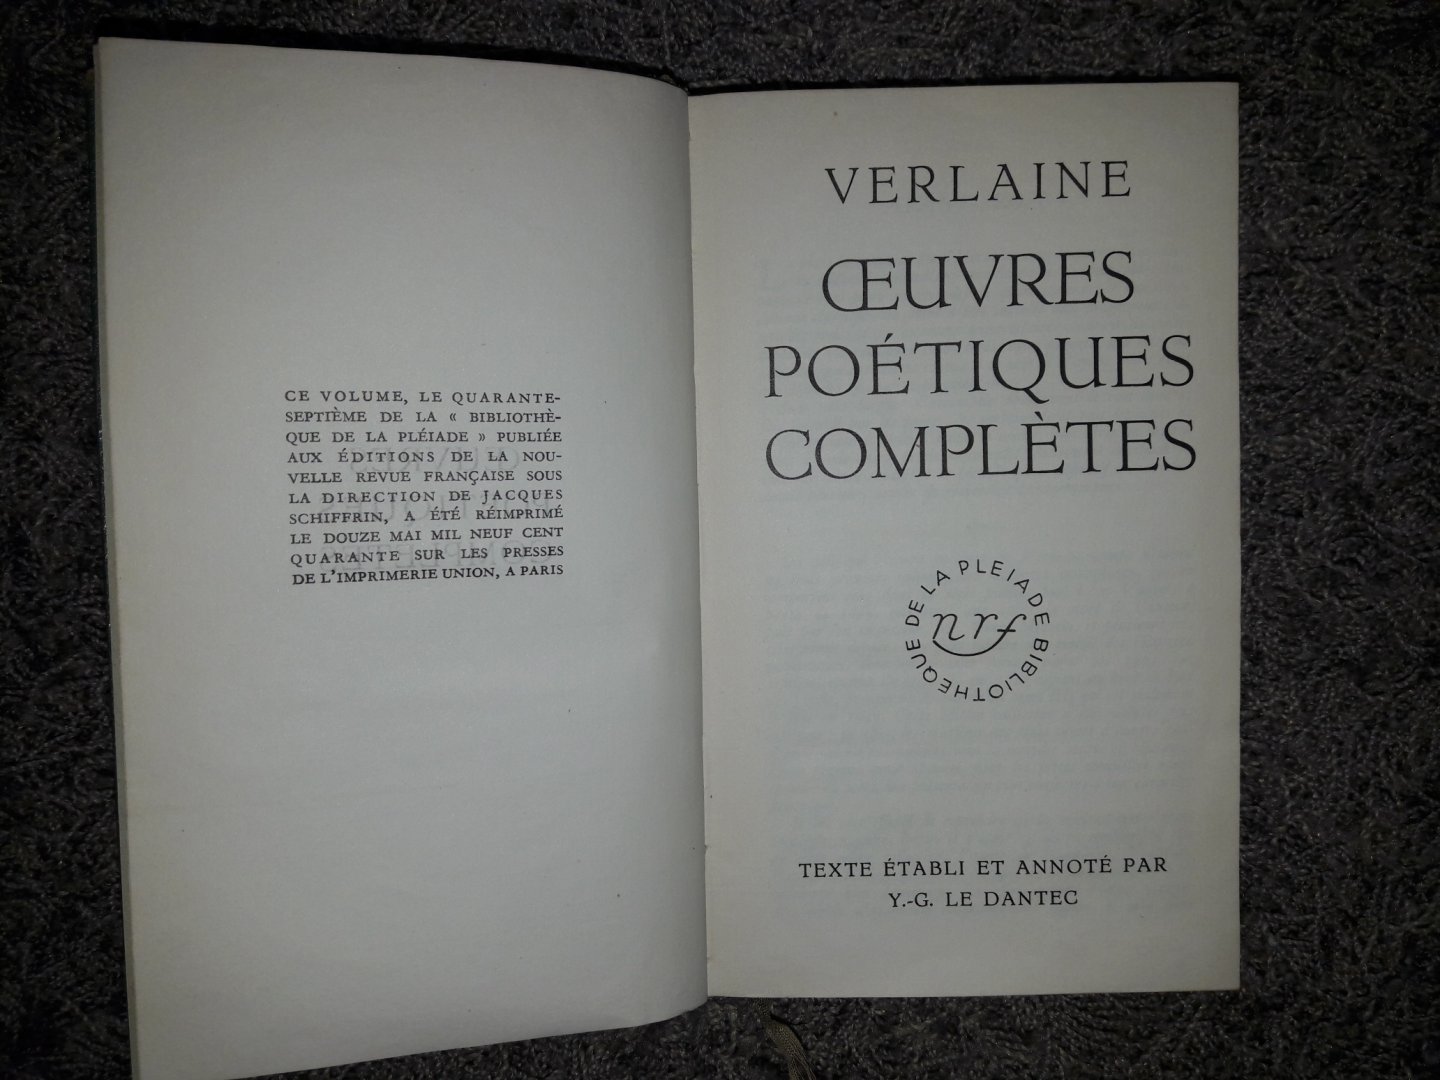 CE VOLUME, LE QUARANTE-
SEPTIÈME DE LA « BIBLIOTHÈ-
QUE DE LA PLÉIADE » PUBLIÉE
AUX ÉDITIONS DE LA NOU-
VELLE REVUE FRANÇAISE SOUS
LA DIRECTION DE JACQUES
SCHIFFRIN, A ÉTÉ RÉIMPRIMÉ
LE DOUZE MAI MIL NEUF CENT
QUARANTE SUR LES PRESSES
DE L'IMPRIMERIE UNION, A PARIS
VERLAINE
ŒUVRES
POÉTIQUES
COMPLÈTES
BIBLIOTHEQUE DE LA PLEIADE
nrf
TEXTE ÉTABLI ET ANNOTÉ PAR
Y.-G. LE DANTEC